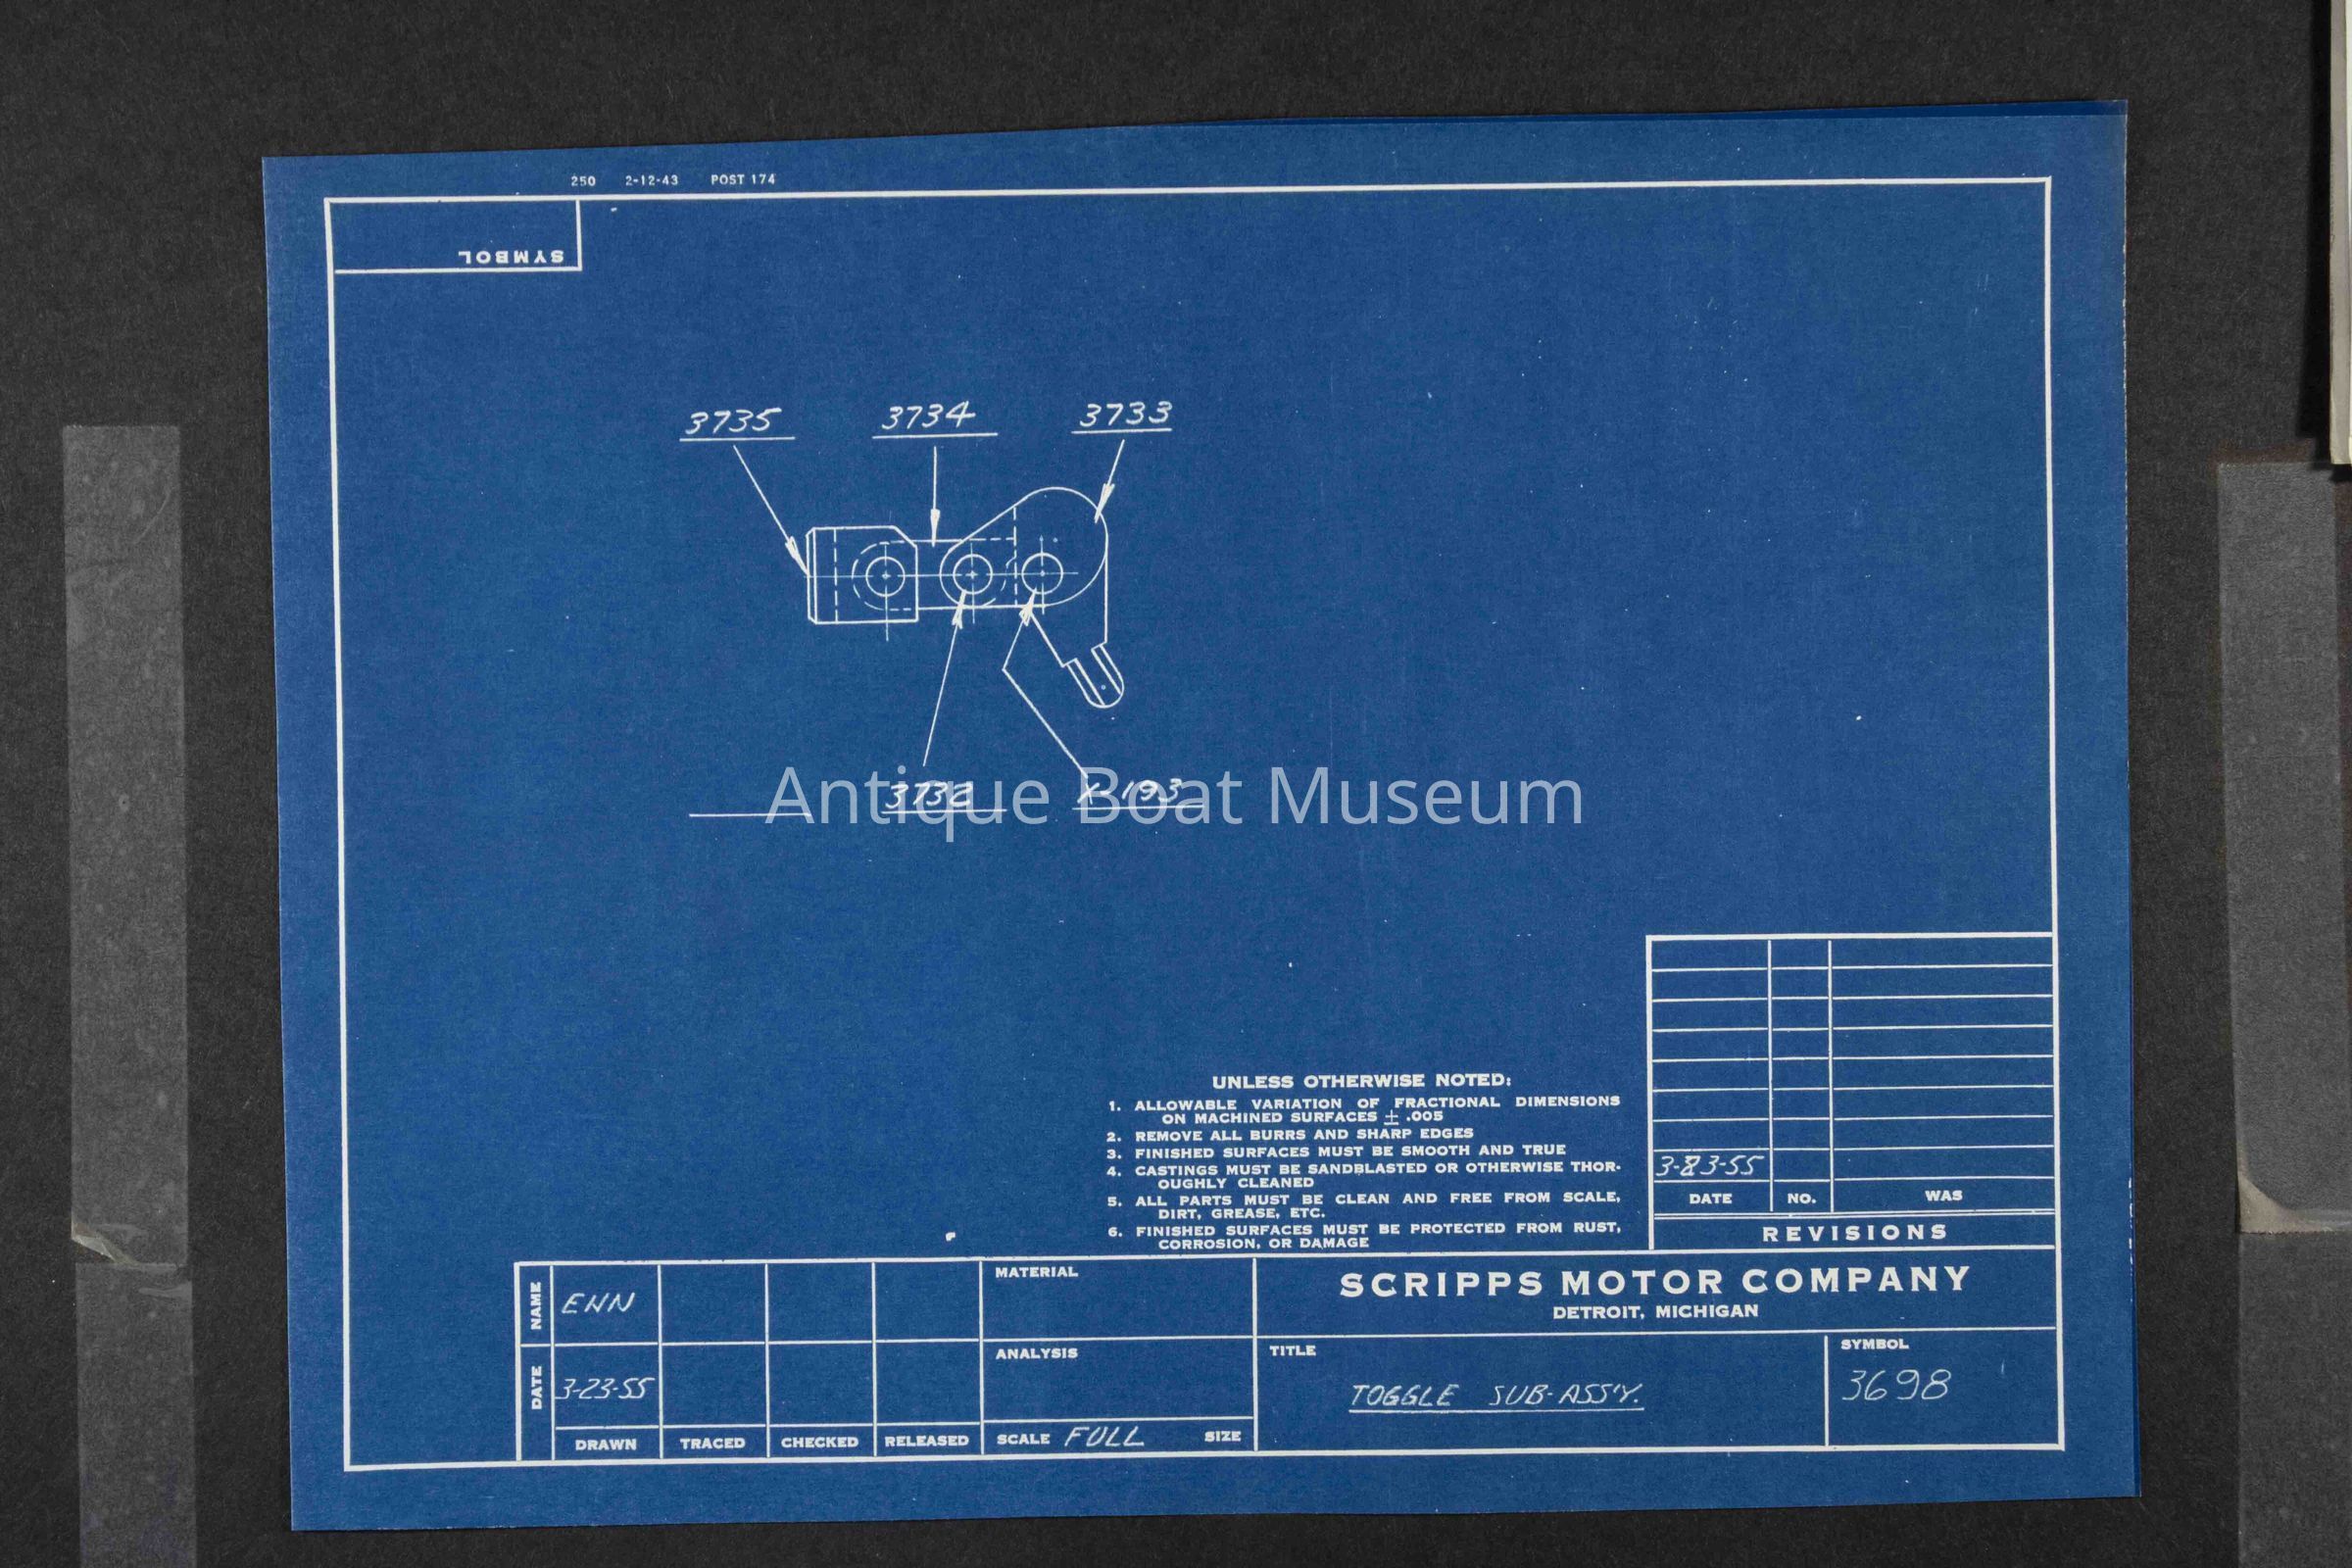 250 2-12-43 POST 174
SYMBOL
3735 3734 3733
193
Antique Boat Museum
UNLESS OTHERWISE NOTED:
1. ALLOWABLE VARIATION OF FRACTIONAL DIMENSIONS
ON MACHINED SURFACES ± .005
2. REMOVE ALL BURRS AND SHARP EDGES
3. FINISHED SURFACES MUST BE SMOOTH AND TRUE
4. CASTINGS MUST BE SANDBLASTED OR OTHERWISE THOR-
OUGHLY CLEANED
5. ALL PARTS MUST BE CLEAN AND FREE FROM SCALE,
DIRT, GREASE, ETC.
6. FINISHED SURFACES MUST BE PROTECTED FROM RUST,
CORROSION, OR DAMAGE
3-23-55
DATE NO. WAS
REVISIONS
NAME
DATE
3-23-55
DRAWN TRACED CHECKED RELEASED
MATERIAL
ANALYSIS
SCALE FULL SIZE
SCRIPPS MOTOR COMPANY
DETROIT, MICHIGAN
TITLE
TOGGLE SUB-ASS'Y.
SYMBOL
3698